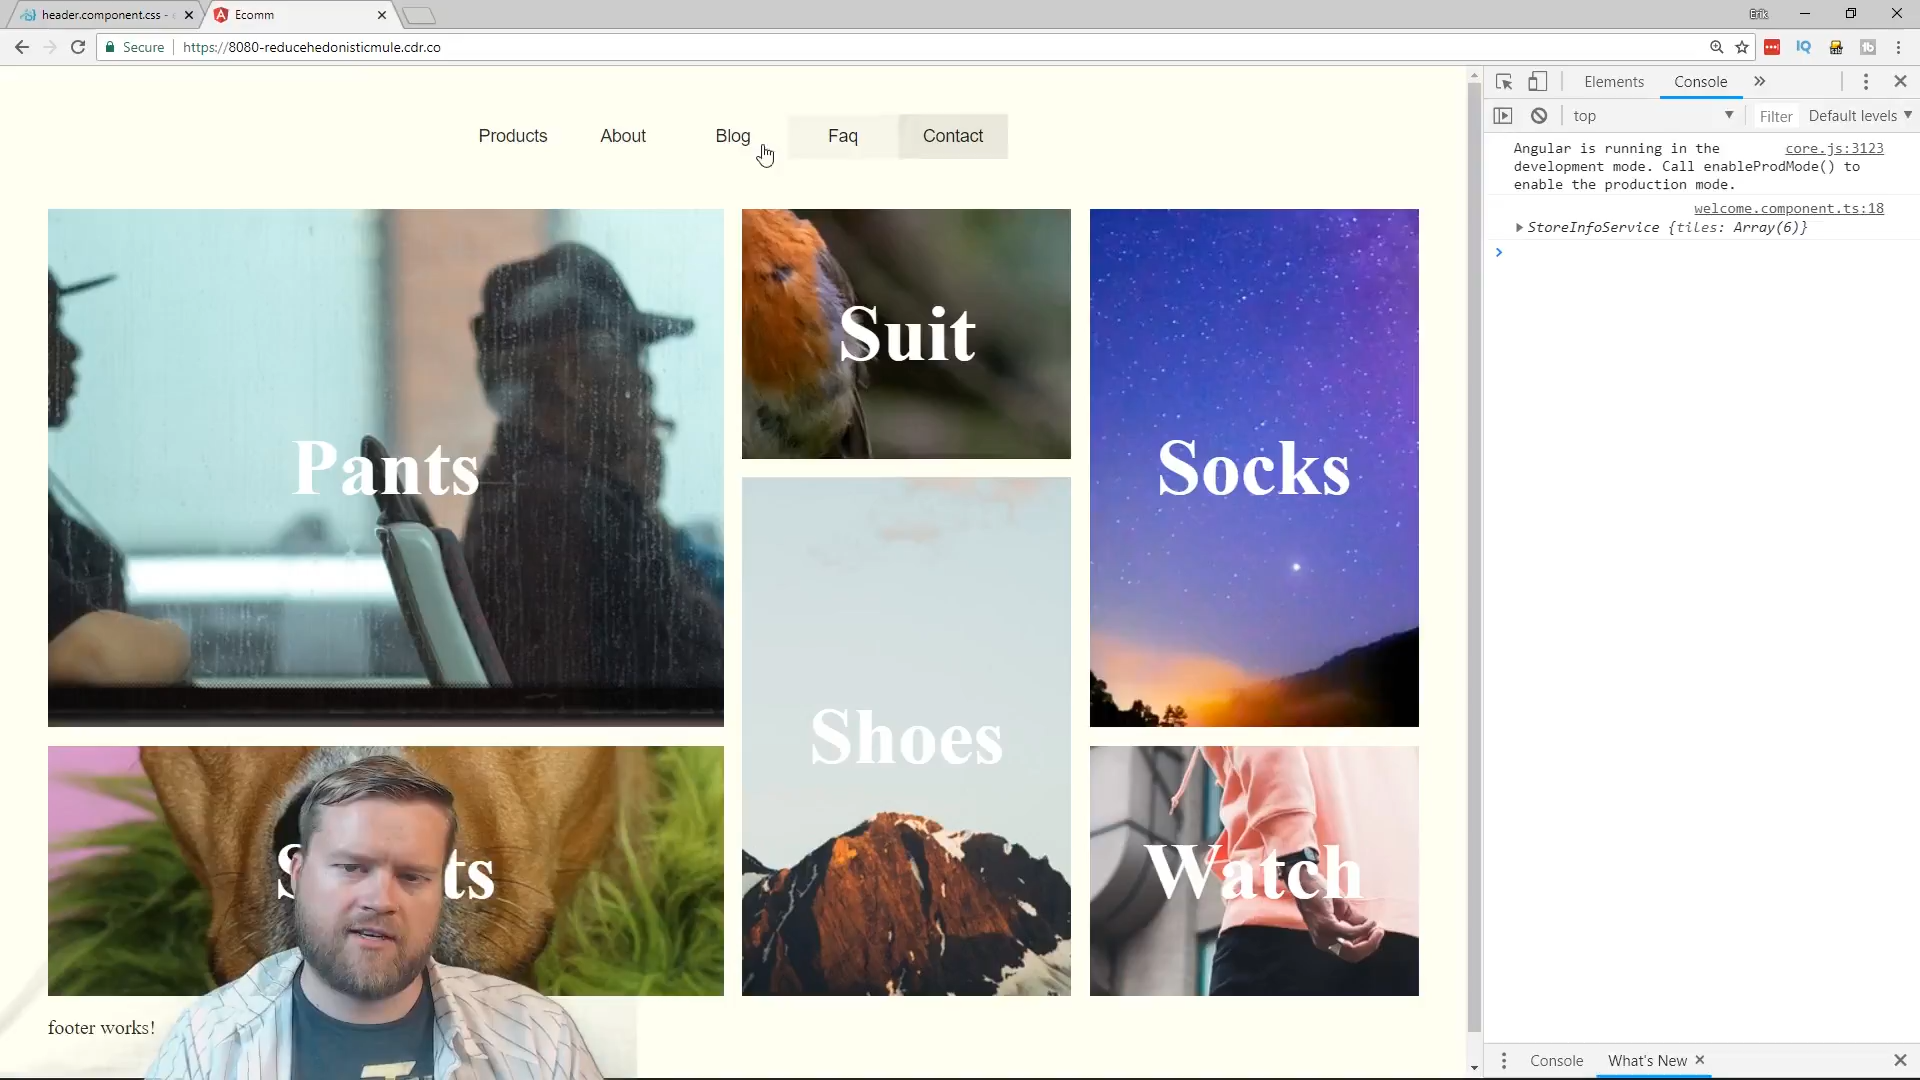 header.component.css -
Ecomm
Erik
Secure
https://8080-reducehedonisticmule.cdr.co
IQ
Elements
Console
top
Filter
Default levels
Products
About
Blog
Faq
Contact
Angular is running in the
core.js:3123
development mode. Call enableProdMode() to
enable the production mode.
welcome.component.ts:18
StoreInfoService {tiles: Array(6)}
Pants
Suit
Socks
Shoes
Watch
footer works!
Console
What's New